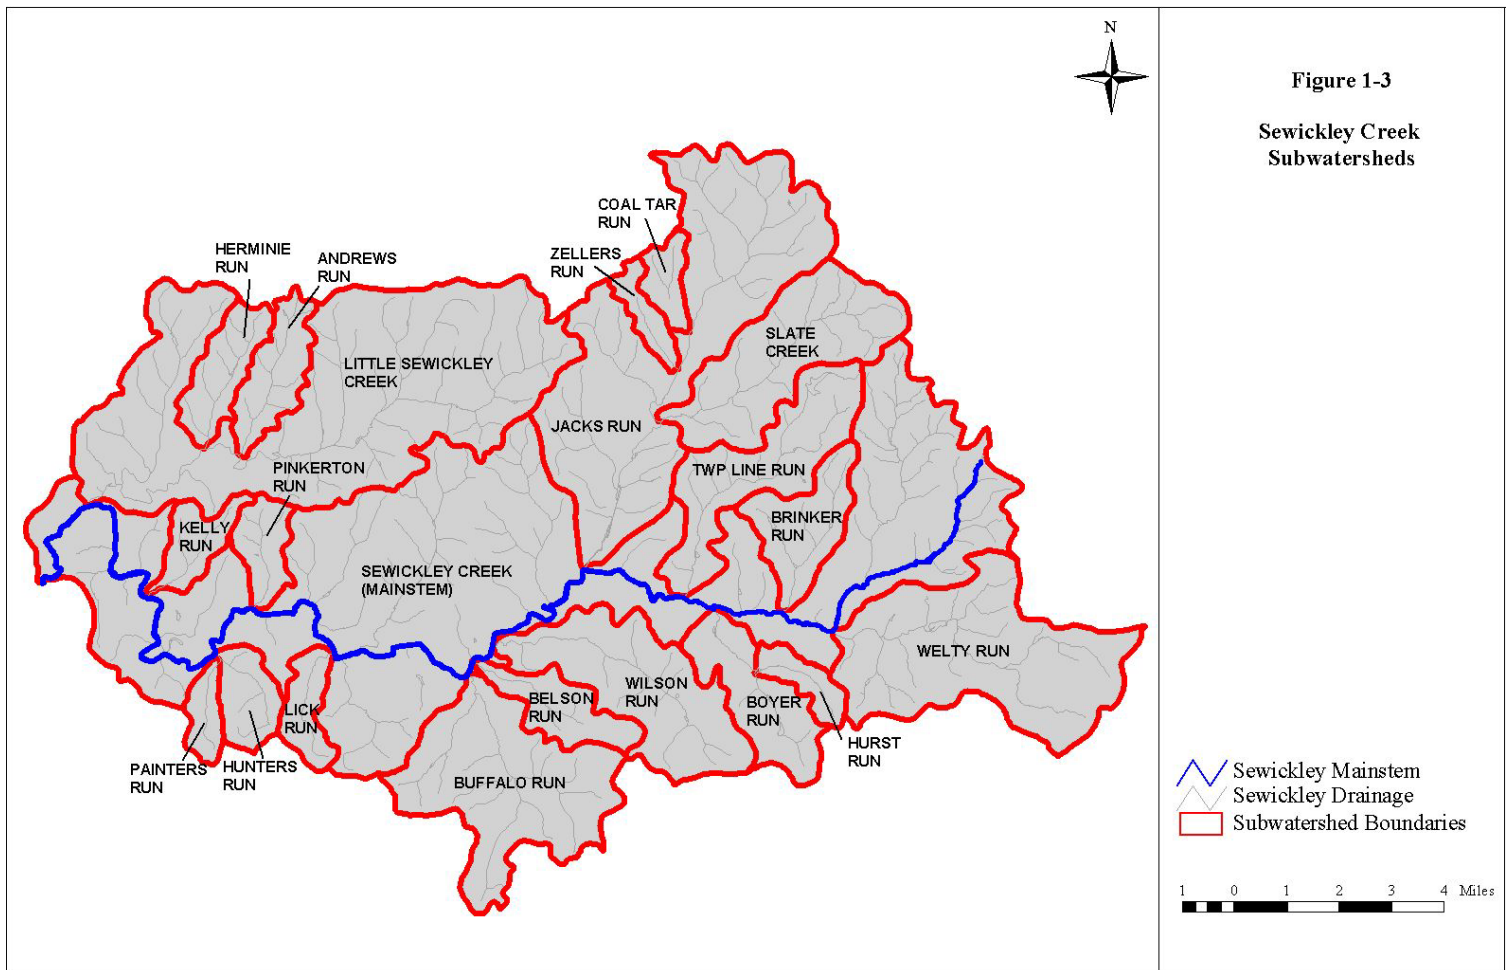 N
Figure 1-3
Sewickley Creek
Subwatersheds
COAL TAR
RUN
HERMINIE
RUN
ANDREWS
RUN
ZELLERS
RUN
SLATE
CREEK
LITTLE SEWICKLEY
CREEK
JACKS RUN
PINKERTON
RUN
TWP LINE RUN
KELLY
RUN
BRINKER
RUN
SEWICKLEY CREEK
(MAINSTEM)
WELTY RUN
WILSON
RUN
BELSON
RUN
BOYER
RUN
LICK
RUN
HURST
RUN
PAINTERS
RUN
HUNTERS
RUN
BUFFALO RUN
Sewickley Mainstem
Sewickley Drainage
Subwatershed Boundaries
1 0 1 2 3 4 Miles